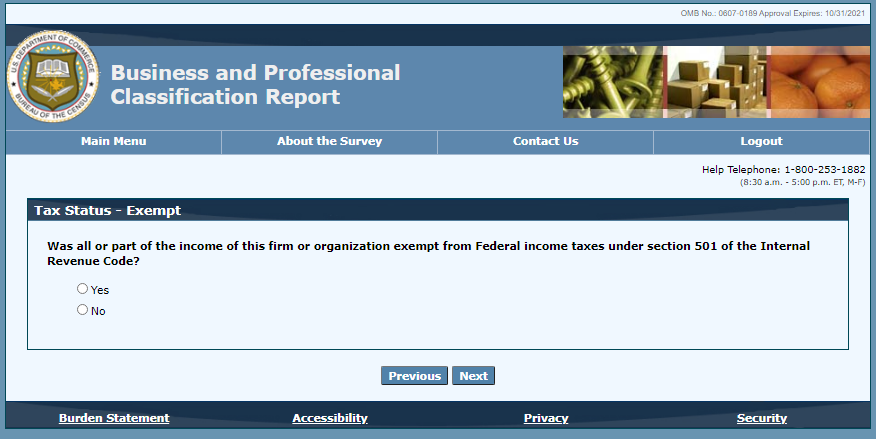 OMB No.: 0607-0189 Approval Expires: 10/31/2021
U.S. DEPARTMENT OF COMMERCE
BUREAU OF THE CENSUS
Business and Professional
Classification Report
Main Menu
About the Survey
Contact Us
Logout
Help Telephone: 1-800-253-1882
(8:30 a.m. - 5:00 p.m. ET, M-F)
Tax Status - Exempt
Was all or part of the income of this firm or organization exempt from Federal income taxes under section 501 of the Internal
Revenue Code?
Yes
No
Previous
Next
Burden Statement
Accessibility
Privacy
Security